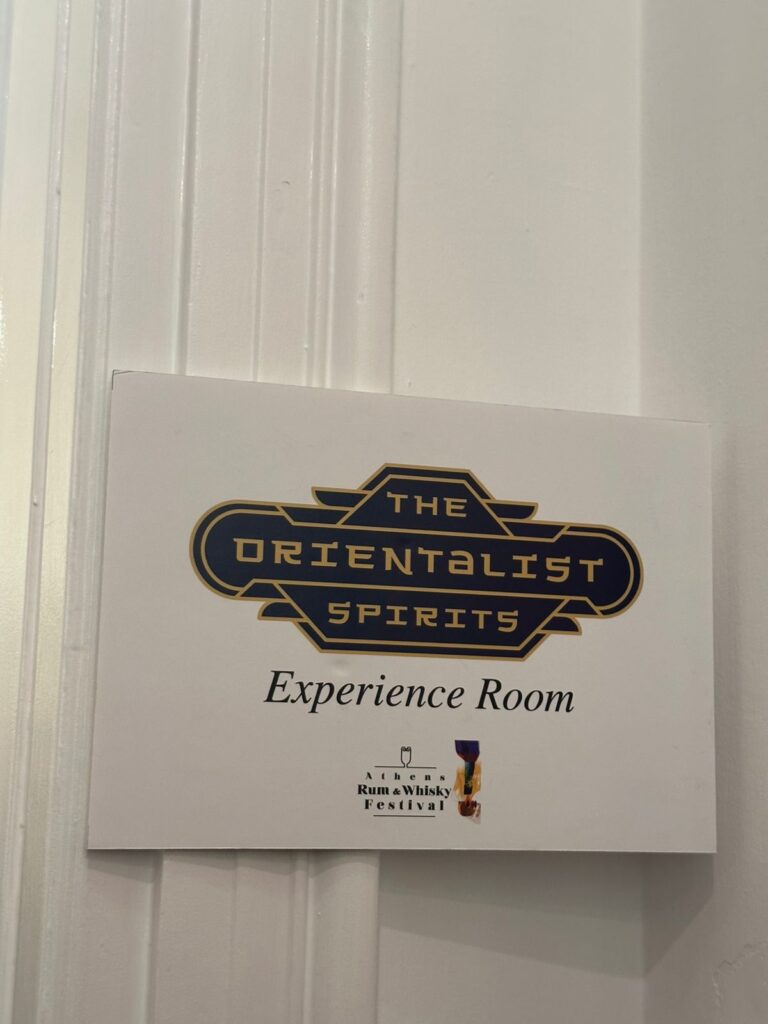 THE
ORIENTALIST
SPIRITS
Experience Room
Athens
Rum & Whisky
Festival